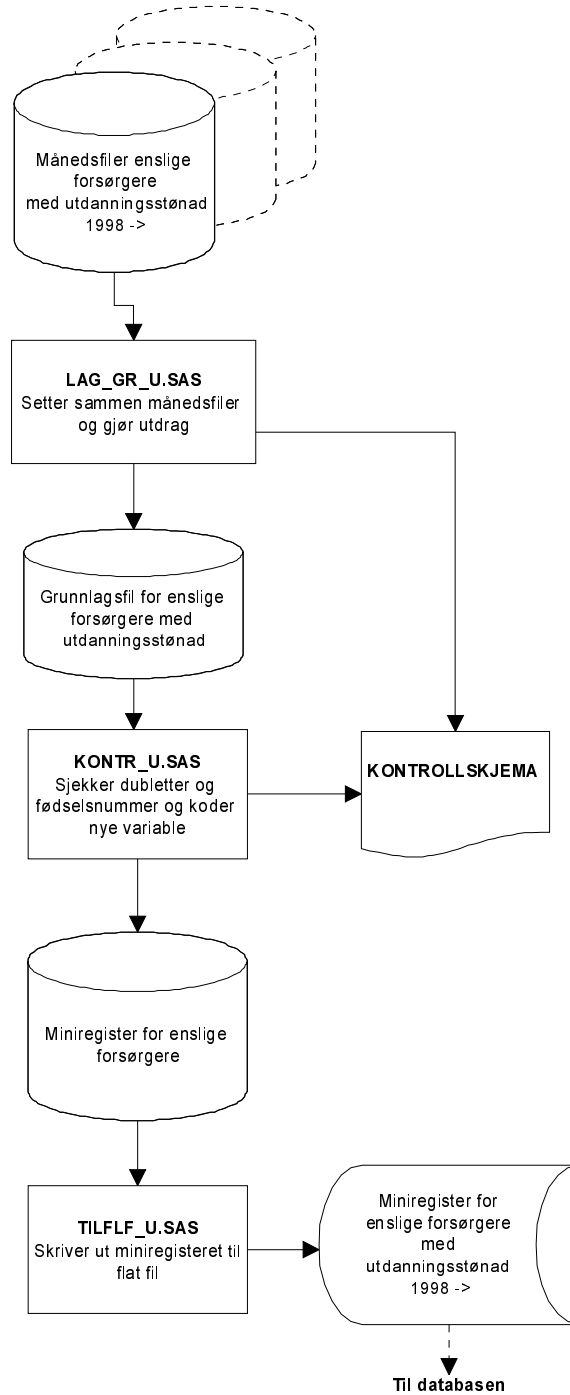 Månedsfiler enslige
forsørgere
med utdanningsstønad
1998 ->
LAG_GR_U.SAS
Setter sammen månedsfiler
og gjør utdrag
Grunnlagsfil for enslige
forsørgere med
utdanningsstønad
KONTR_U.SAS
Sjekker dubletter og
fødselsnummer og koder
nye variable
KONTROLLSKJEMA
Miniregister for enslige
forsørgere
TILFLF_U.SAS
Skriver ut miniregisteret til
flat fil
Miniregister for
enslige forsørgere
med
utdanningsstønad
1998 ->
Til databasen